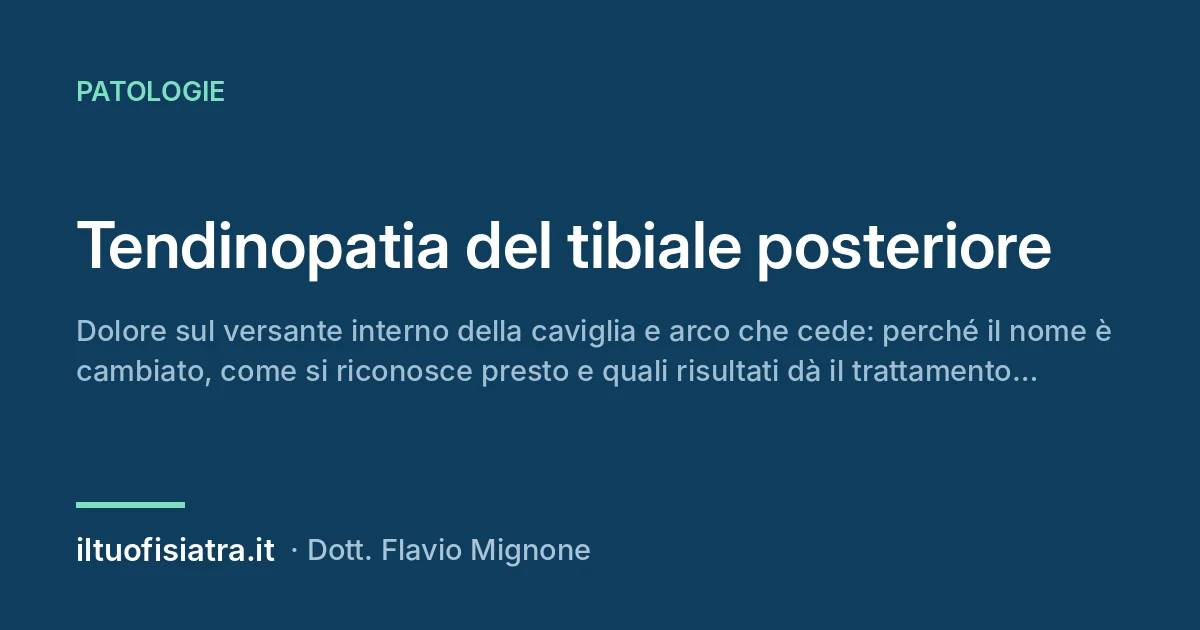 PATOLOGIE
Tendinopatia del tibiale posteriore
Dolore sul versante interno della caviglia e arco che cede: perché il nome è
cambiato, come si riconosce presto e quali risultati dà il trattamento...
iltuofisiatra.it · Dott. Flavio Mignone